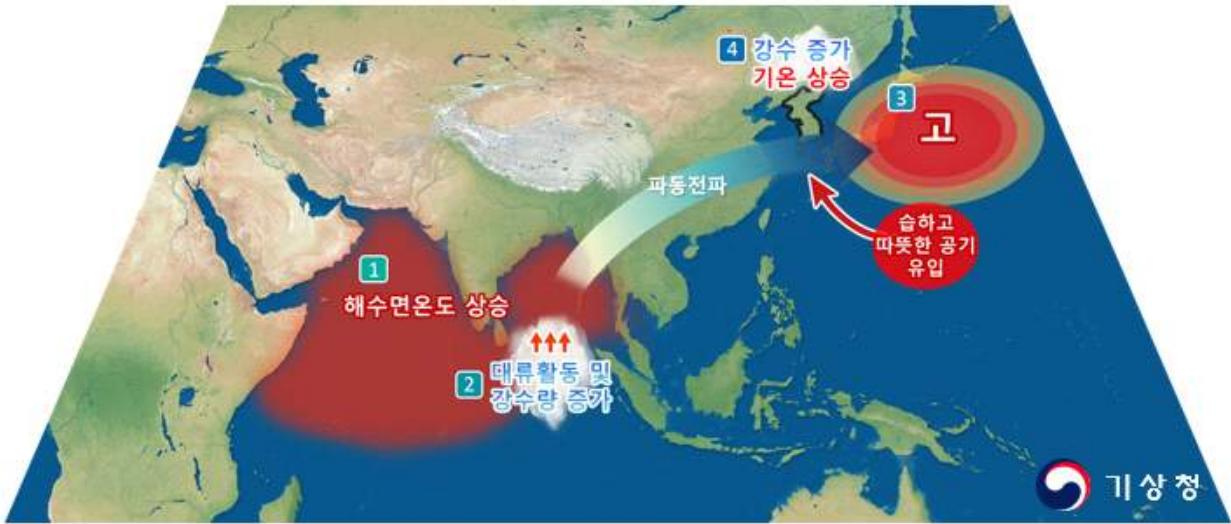 1
해수면온도 상승
2
대류활동 및
강수량 증가
파동전파
3
고
습하고
따뜻한 공기
유입
4
강수 증가
기온 상승
기상청